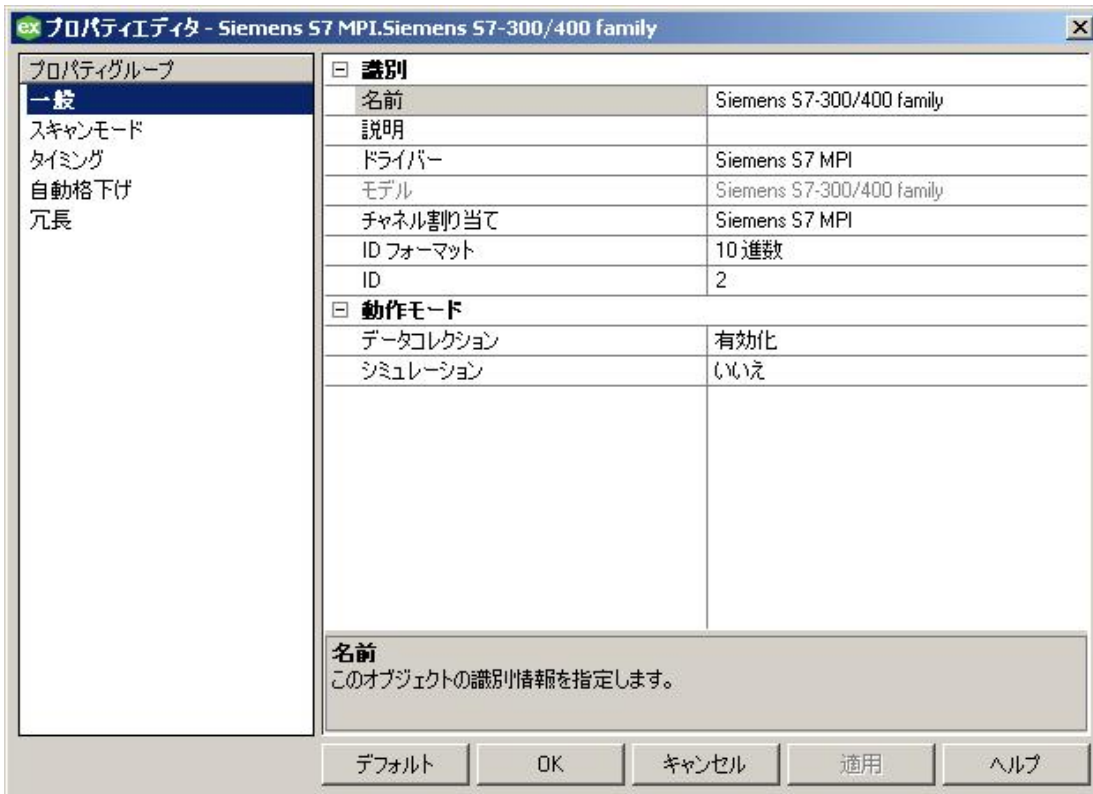 ex プロパティエディタ - Siemens S7 MPI.Siemens S7-300/400 family
プロパティグループ
一般
スキャンモード
タイミング
自動格下げ
冗長
識別
名前 Siemens S7-300/400 family
説明
ドライバー Siemens S7 MPI
モデル Siemens S7-300/400 family
チャネル割り当て Siemens S7 MPI
ID フォーマット 10 進数
ID 2
動作モード
データコレクション 有効化
シミュレーション いいえ
名前
このオブジェクトの識別情報を指定します。
デフォルト OK キャンセル 適用 ヘルプ